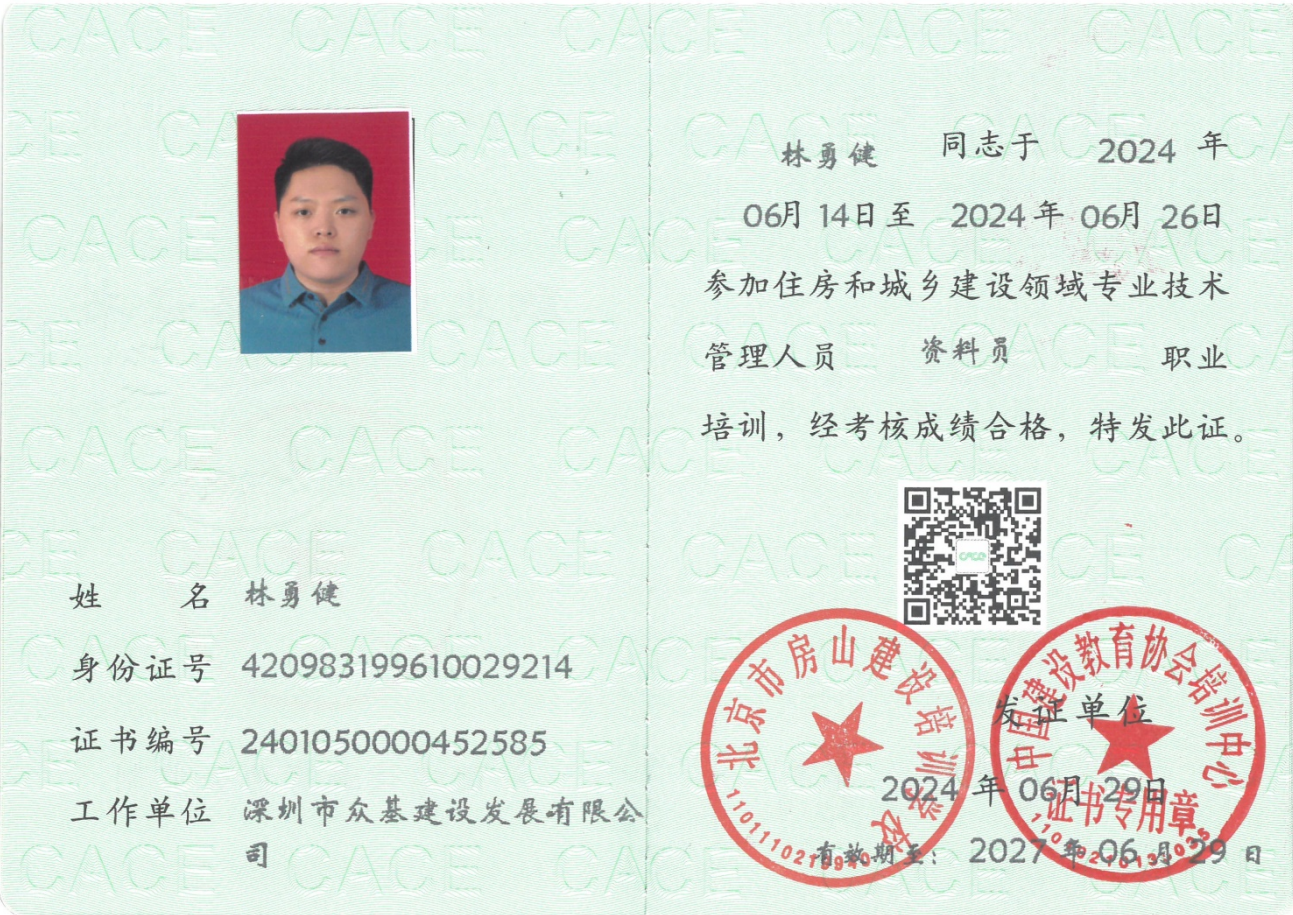 姓 名 林勇健
身份证号 420983199610029214
证书编号 2401050000452585
工作单位 深圳市众基建设发展有限公
司
林勇健 同志于 2024 年
06月 14日至 2024年 06月 26日
参加住房和城乡建设领域专业技术
管理人员 资料员 职业
培训，经考核成绩合格，特发此证。
CACE
北京市房山建设培训学校
中国建设教育协会培训中心
证书专用章
发证单位
2024 年 06月 29日
有效期至： 2027 年 06 月 29 日